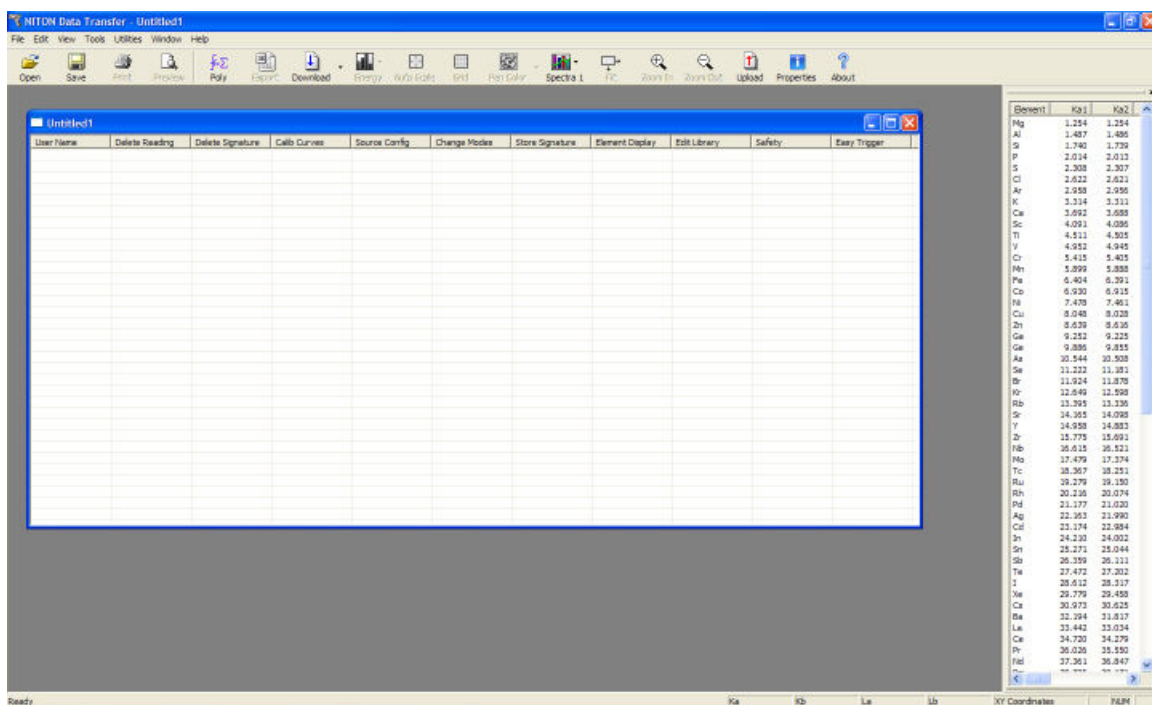 NITON Data Transfer - Untitled1
File Edit View Tools Utilities Window Help
Open Save Print Preview Poly Export Download Energy Auto Scale Grid Pen Color Spectra 1 Fit Zoom In Zoom Out Upload Properties About
Untitled1
User Name Delete Reading Delete Signature Calib Curves Source Config Change Modes Store Signature Element Display Edit Library Safety Easy Trigger
Element Ka1 Ka2
Mg 1.254 1.254
Al 1.487 1.486
Si 1.740 1.739
P 2.014 2.013
S 2.308 2.307
Cl 2.622 2.621
Ar 2.958 2.956
K 3.314 3.311
Ca 3.692 3.688
Sc 4.091 4.086
Ti 4.511 4.505
V 4.952 4.945
Cr 5.415 5.405
Mn 5.899 5.888
Fe 6.404 6.391
Co 6.930 6.915
Ni 7.478 7.461
Cu 8.048 8.028
Zn 8.639 8.616
Ga 9.252 9.225
Ge 9.886 9.855
As 10.544 10.508
Se 11.222 11.181
Br 11.924 11.878
Kr 12.649 12.598
Rb 13.395 13.336
Sr 14.165 14.098
Y 14.958 14.883
Zr 15.775 15.691
Nb 16.615 16.521
Mo 17.479 17.374
Tc 18.367 18.251
Ru 19.279 19.150
Rh 20.216 20.074
Pd 21.177 21.020
Ag 22.163 21.990
Cd 23.174 22.984
In 24.210 24.002
Sn 25.271 25.044
Sb 26.359 26.111
Te 27.472 27.202
I 28.612 28.317
Xe 29.779 29.458
Cs 30.973 30.625
Ba 32.194 31.817
La 33.442 33.034
Ce 34.720 34.279
Pr 36.026 35.550
Nd 37.361 36.847
Ready Ka Kb La Lb XY Coordinates NUM